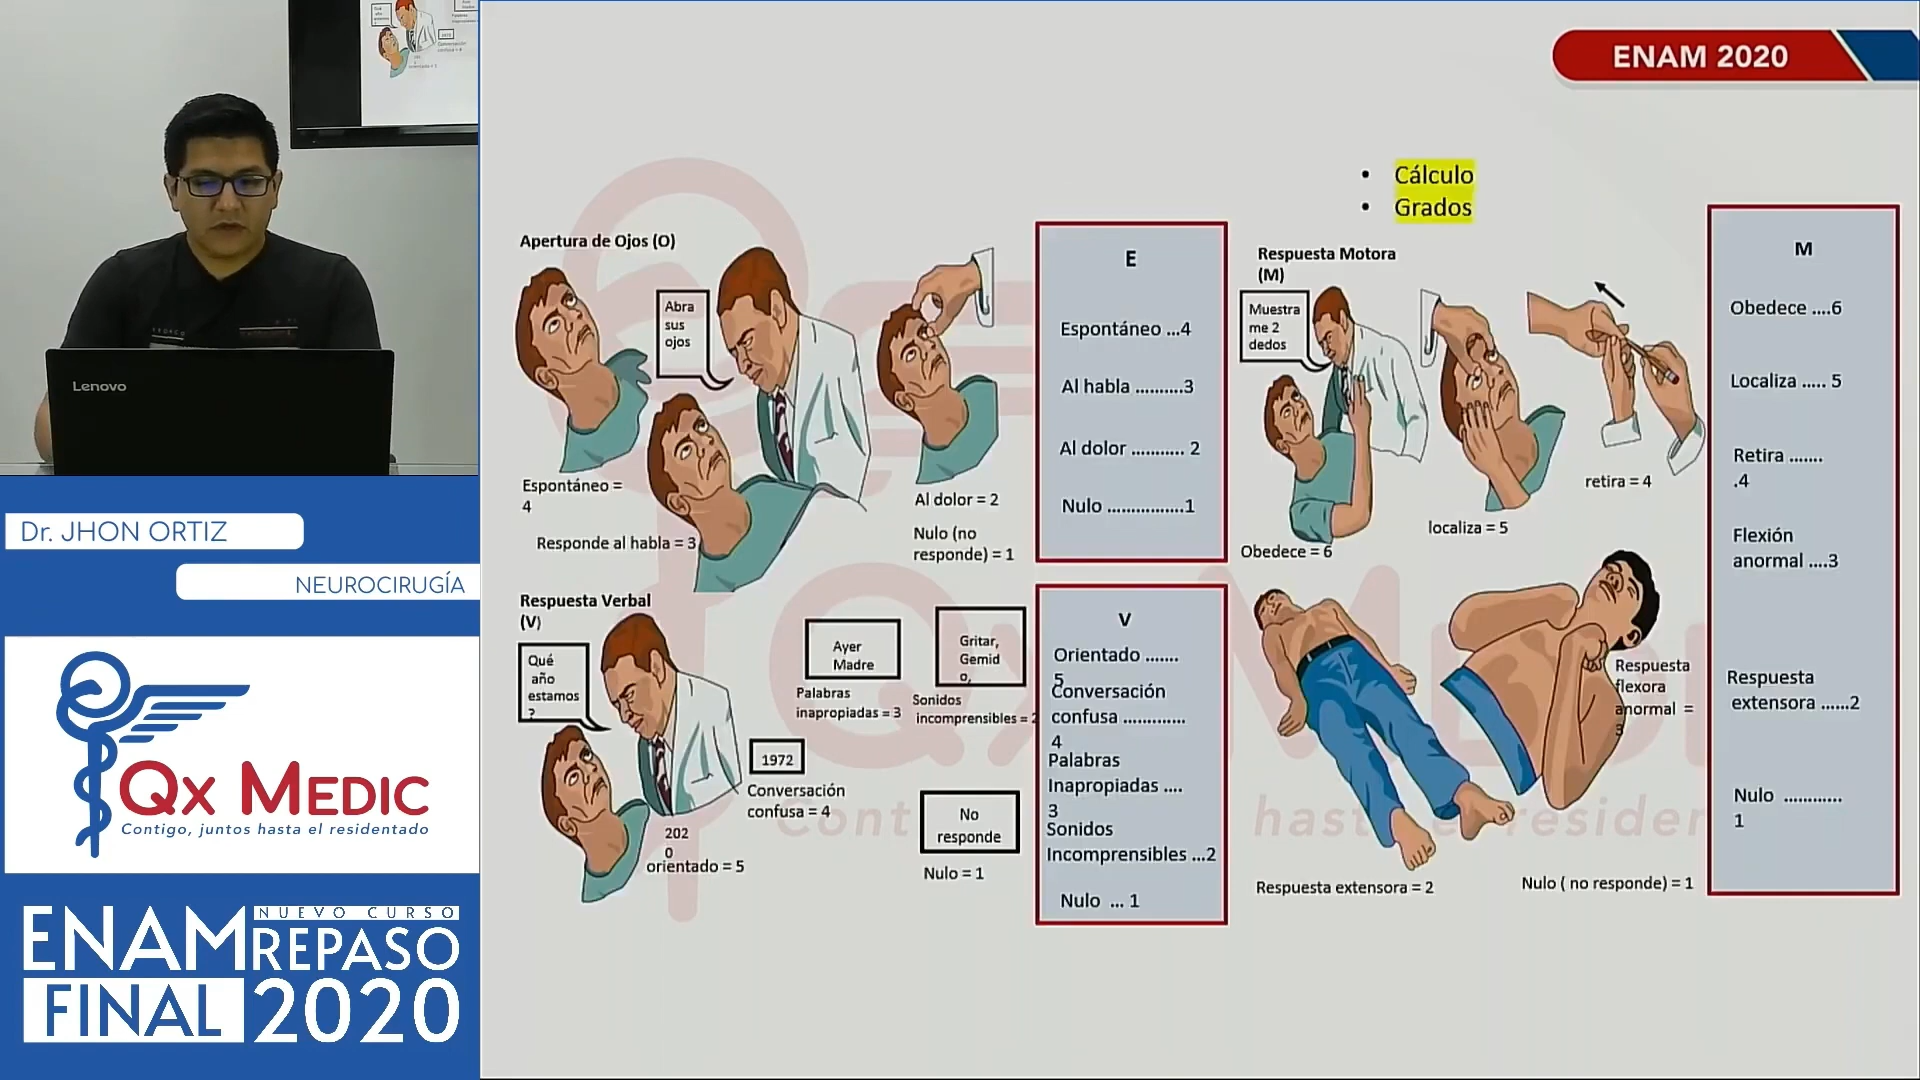 ENAM 2020
• Cálculo
• Grados
Apertura de Ojos (O)
Abra
sus
ojos
Espontáneo =
4
Responde al habla = 3
Al dolor = 2
Nulo (no
responde) = 1
E
Espontáneo ...4
Al habla ..........3
Al dolor ........... 2
Nulo ................1
Respuesta Motora
(M)
Muestra
me 2
dedos
Obedece = 6
localiza = 5
retira = 4
Respuesta
flexora
anormal =
3
Respuesta extensora = 2
Nulo ( no responde) = 1
M
Obedece ....6
Localiza ..... 5
Retira .......
.4
Flexión
anormal ....3
Respuesta
extensora ......2
Nulo ............
1
Respuesta Verbal
(V)
Qué
año
estamos
?
202
0
orientado = 5
1972
Conversación
confusa = 4
Ayer
Madre
Palabras
inapropiadas = 3
Gritar,
Gemid
o,
Sonidos
incomprensibles = 2
No
responde
Nulo = 1
V
Orientado .......
5
Conversación
confusa .............
4
Palabras
Inapropiadas ....
3
Sonidos
Incomprensibles ...2
Nulo ... 1
Lenovo
Dr. JHON ORTIZ
NEUROCIRUGÍA
Qx MEDIC
Contigo, juntos hasta el residentado
NUEVO CURSO
ENAM REPASO
FINAL 2020